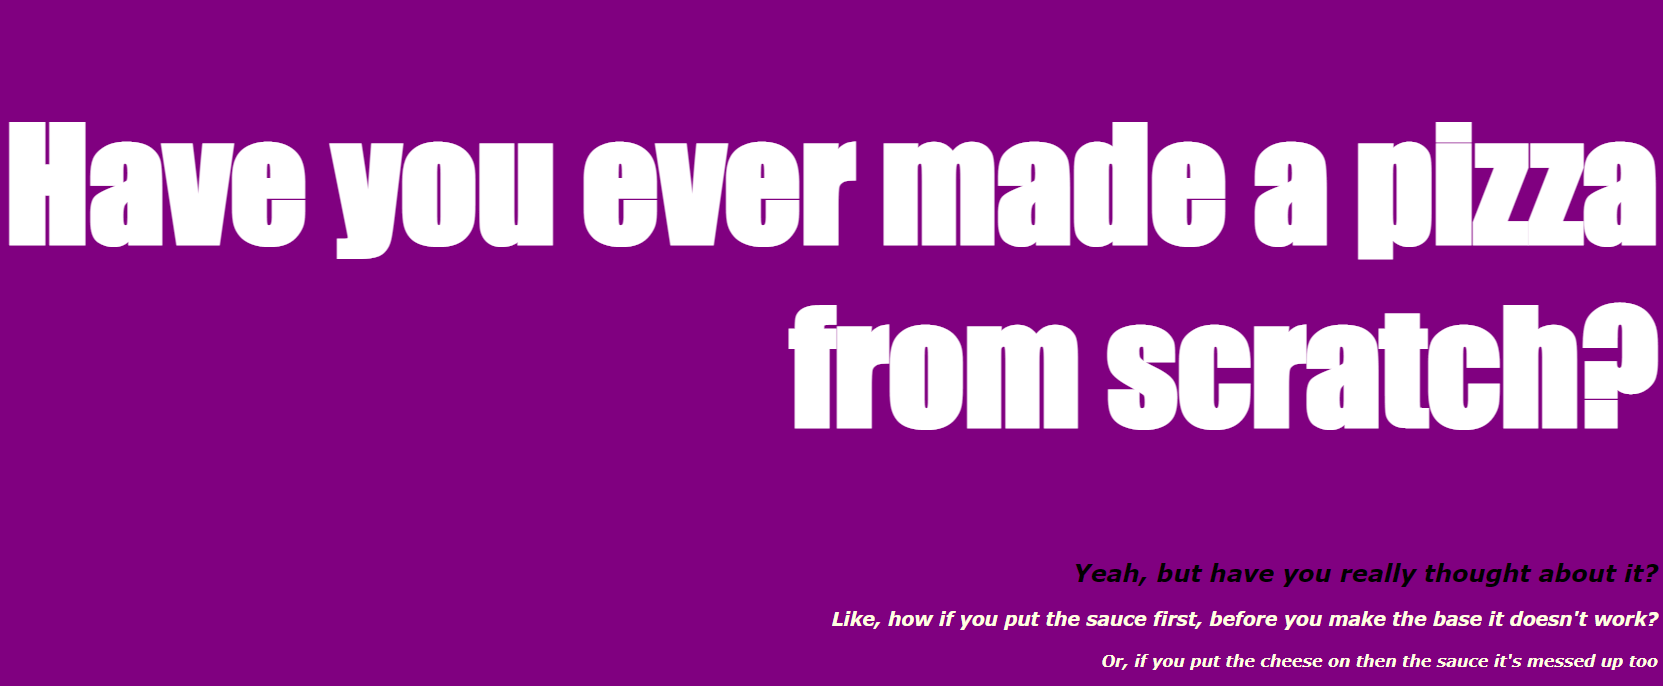 Have you ever made a pizza
from scratch?
Yeah, but have you really thought about it?
Like, how if you put the sauce first, before you make the base it doesn't work?
Or, if you put the cheese on then the sauce it's messed up too